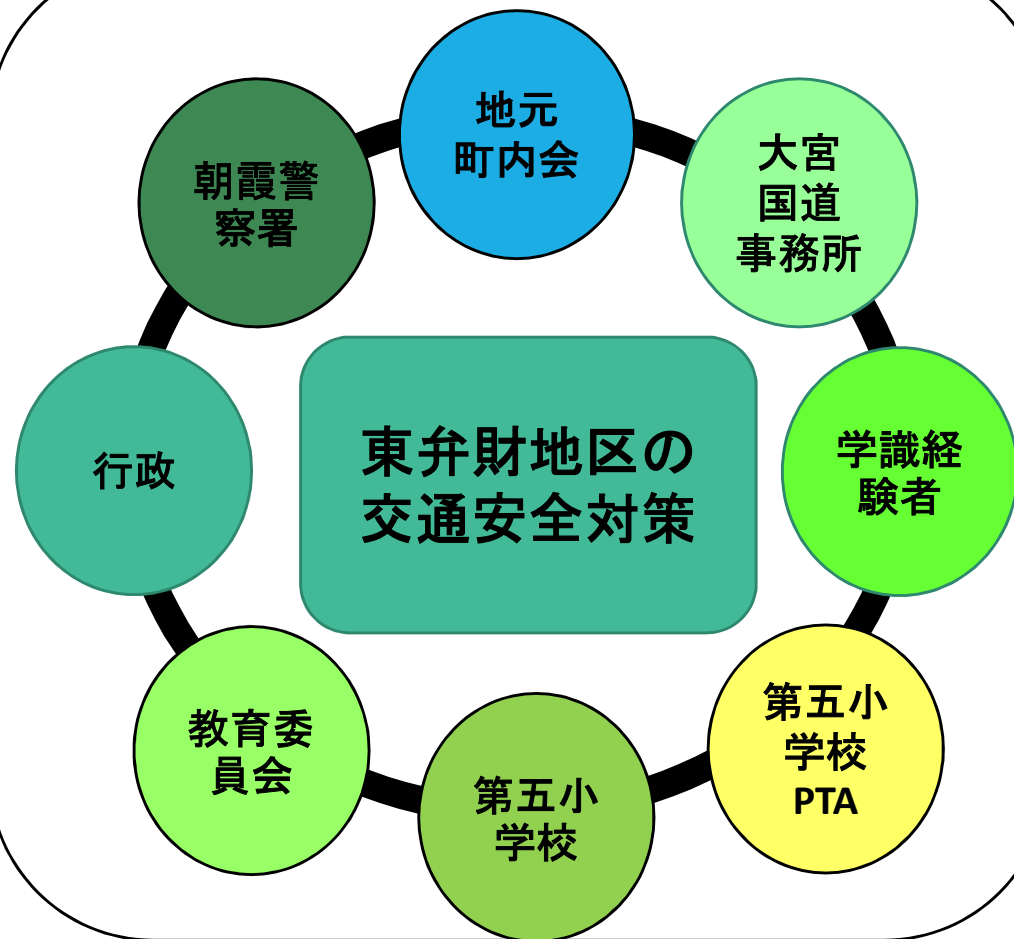 地元
町内会
大宮
国道
事務所
学識経
験者
第五小
学校
PTA
第五小
学校
教育委
員会
行政
朝霞警
察署
東弁財地区の
交通安全対策